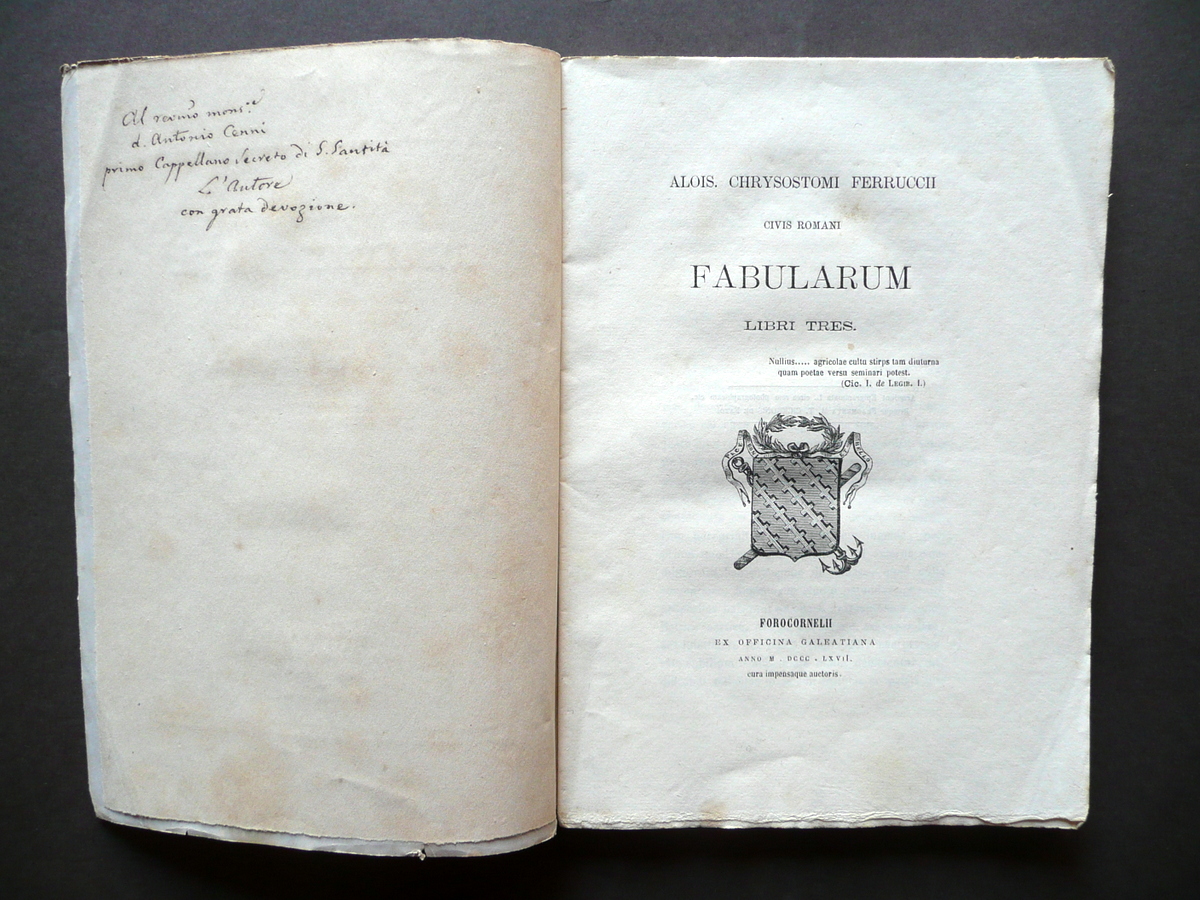 Al revmo mons.re
d. Antonio Cenni
primo Cappellano secreto di S. Santità
L'Autore
con grata devozione.
ALOIS. CHRYSOSTOMI FERRUCCII
CIVIS ROMANI
FABULARUM
LIBRI TRES.
Nullius..... agricolae cultu stirps tam diuturna
quam poetae versu seminari potest.
(Cic. I. de LEGIB. I.)
FOROCORNELII
EX OFFICINA GALEATIANA
ANNO M . DCCC . LXVII.
cura impensaque auctoris.